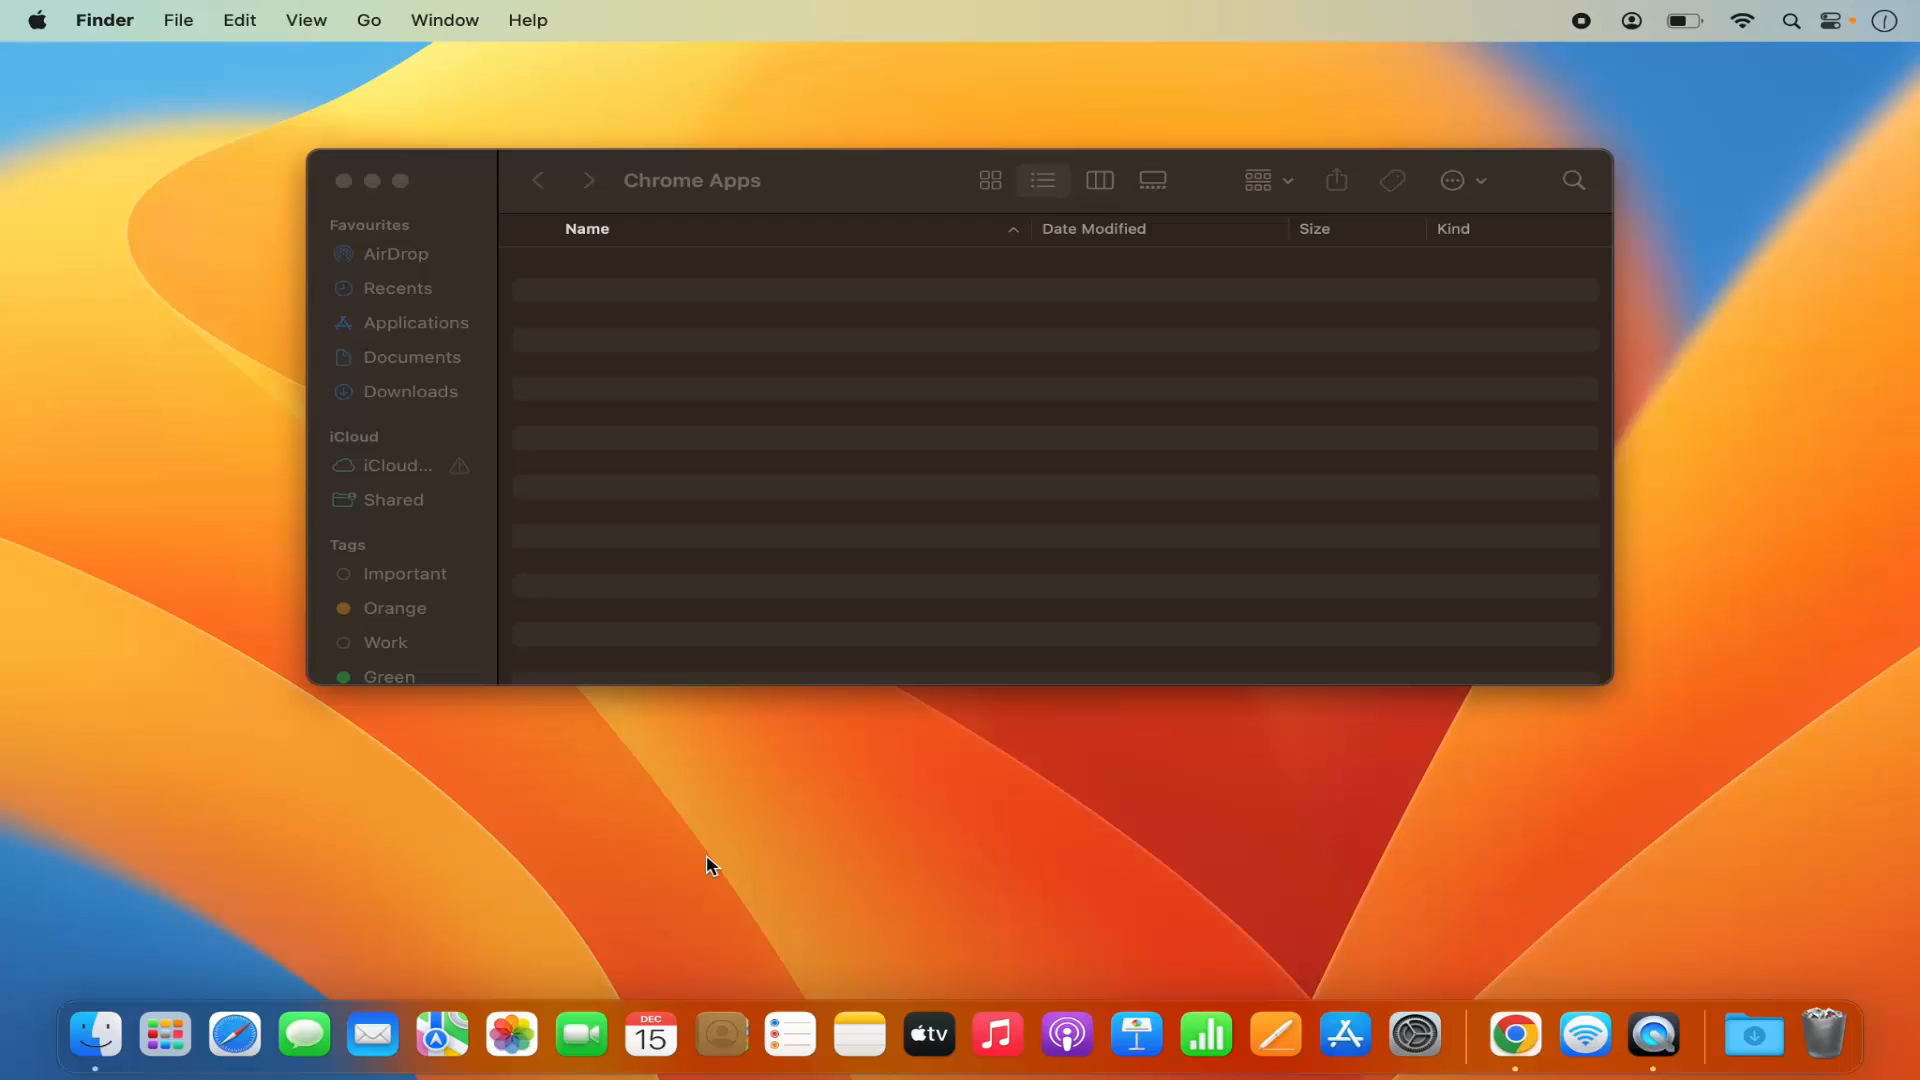 Finder File Edit View Go Window Help
Chrome Apps
Name Date Modified Size Kind
Favourites
AirDrop
Recents
Applications
Documents
Downloads
iCloud
iCloud...
Shared
Tags
Important
Orange
Work
Green
DEC
15
tv